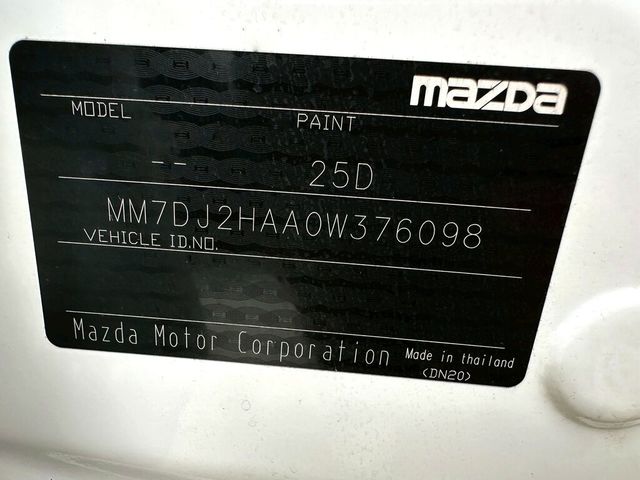 mazda
MODEL PAINT
-- 25D
MM7DJ2HAA0W376098
VEHICLE ID.NO.
Mazda Motor Corporation Made in thailand
(DN20)